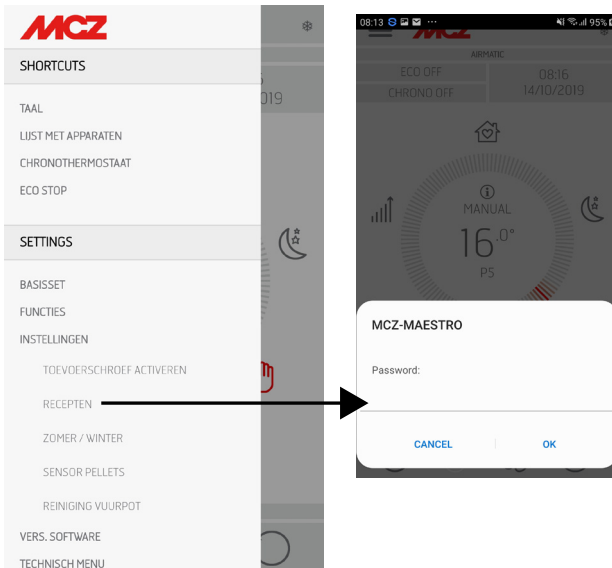 MCZ
SHORTCUTS
TAAL
LIJST MET APPARATEN
CHRONOTHERMOSTAAT
ECO STOP
SETTINGS
BASISSET
FUNCTIES
INSTELLINGEN
TOEVOERSCHROEF ACTIVEREN
RECEPTEN
ZOMER / WINTER
SENSOR PELLETS
REINIGING VUURPOT
VERS. SOFTWARE
TECHNISCH MENU
019
08:13 S ··· 95%
MCZ
AIRMATIC
ECO OFF 08:16
CHRONO OFF 14/10/2019
MANUAL
16.0°
P5
MCZ-MAESTRO
Password:
CANCEL OK